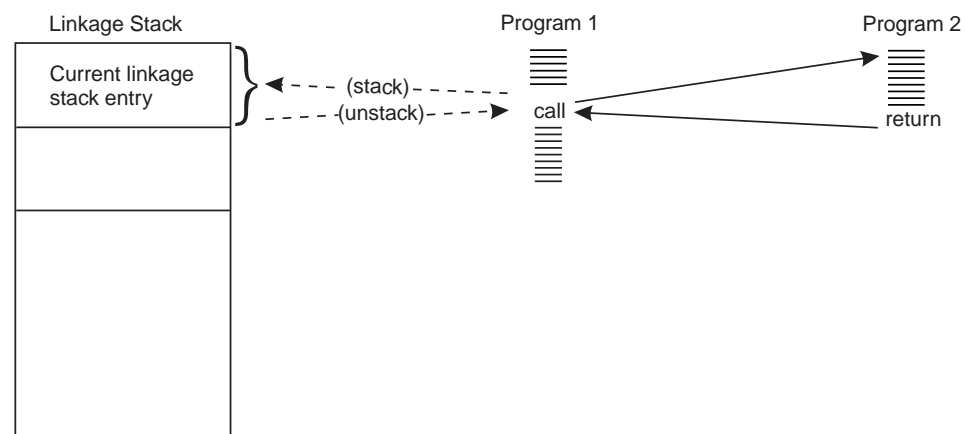 Linkage Stack
Program 1
Program 2
Current linkage
stack entry
(stack)
(unstack)
call
return